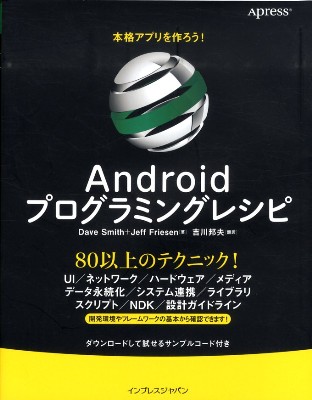 Apress®
本格アプリを作ろう!
Android
プログラミングレシピ
Dave Smith+Jeff Friesen[著] 吉川邦夫[翻訳]
80以上のテクニック!
UI/ネットワーク/ハードウェア/メディア
データ永続化/システム連携/ライブラリ
スクリプト/NDK/設計ガイドライン
開発環境やフレームワークの基本から確認できます!
ダウンロードして試せるサンプルコード付き
インプレスジャパン